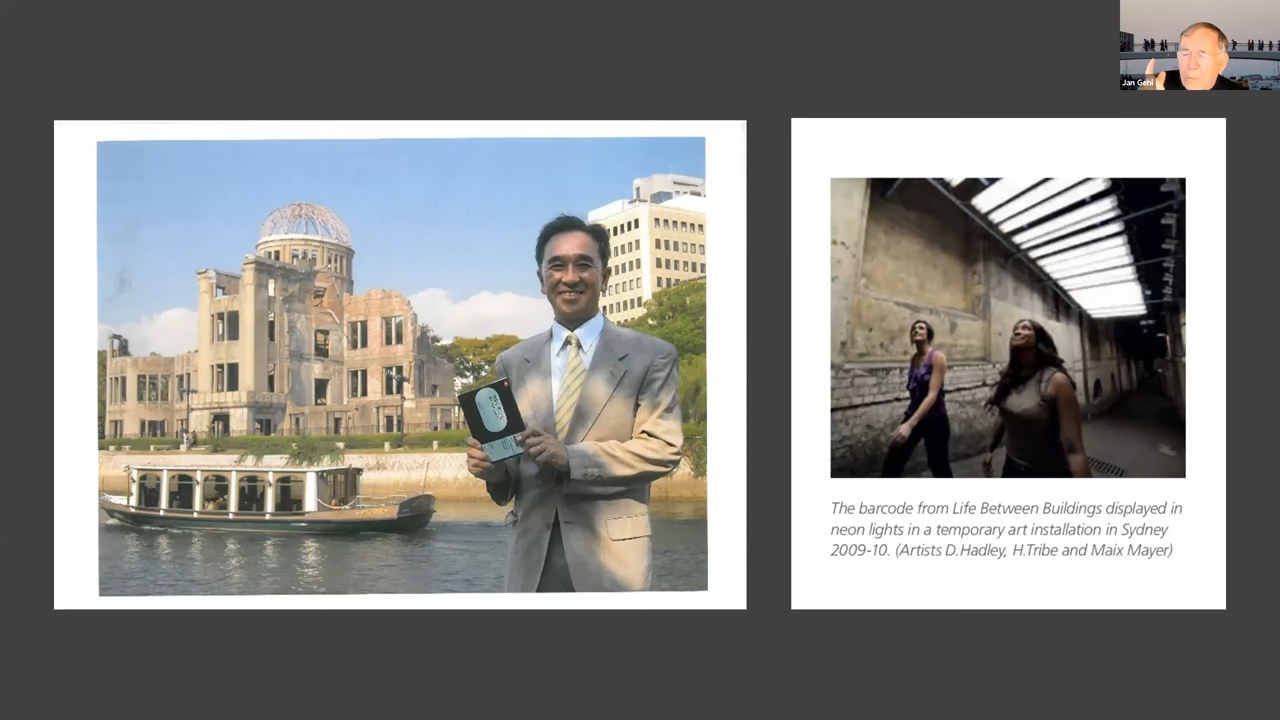 Jan Gehl
The barcode from Life Between Buildings displayed in
neon lights in a temporary art installation in Sydney
2009-10. (Artists D.Hadley, H.Tribe and Maix Mayer)